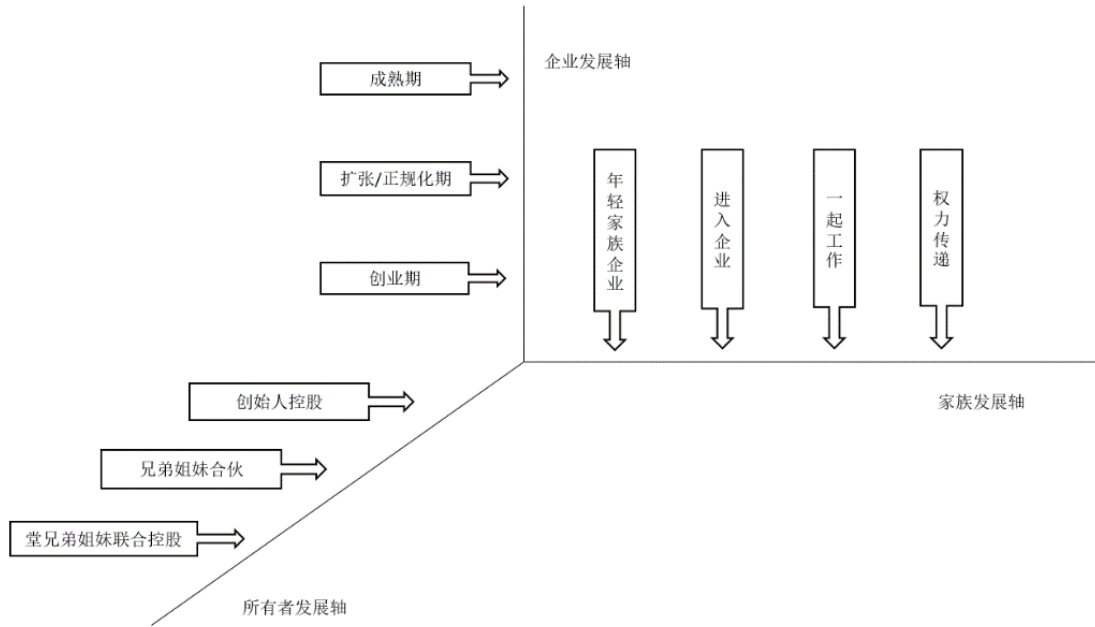 企业发展轴
成熟期
扩张/正规化期
创业期
年轻家族企业
进入企业
一起工作
权力传递
家族发展轴
创始人控股
兄弟姐妹合伙
堂兄弟姐妹联合控股
所有者发展轴